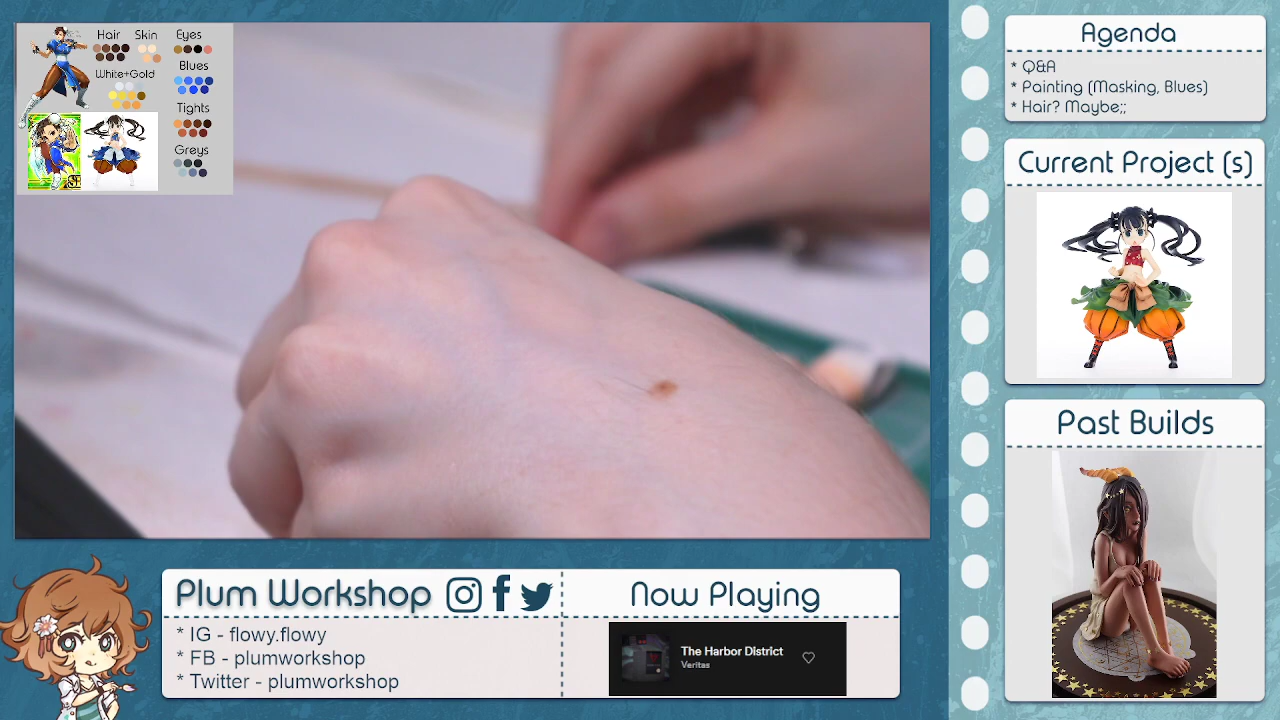 Hair Skin Eyes
White+Gold
Blues
Tights
Greys
Agenda
* Q&A
* Painting (Masking, Blues)
* Hair? Maybe;;
Current Project (s)
Past Builds
Plum Workshop
* IG - flowy.flowy
* FB - plumworkshop
* Twitter - plumworkshop
Now Playing
The Harbor District
Veritas